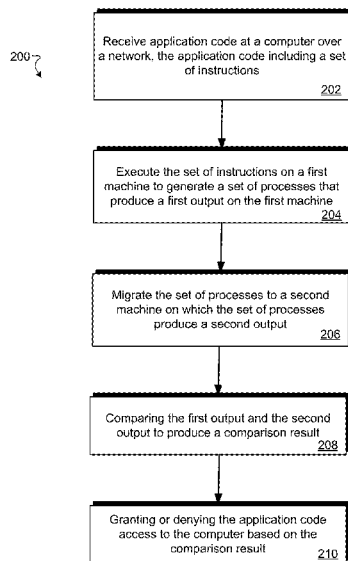 200
Receive application code at a computer over
a network, the application code including a set
of instructions
202
Execute the set of instructions on a first
machine to generate a set of processes that
produce a first output on the first machine
204
Migrate the set of processes to a second
machine on which the set of processes
produce a second output
206
Comparing the first output and the second
output to produce a comparison result
208
Granting or denying the application code
access to the computer based on the
comparison result
210